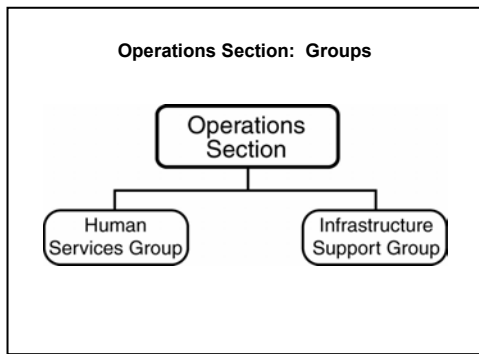 Operations Section:  Groups
Operations
Section
Human
Services Group
Infrastructure
Support Group